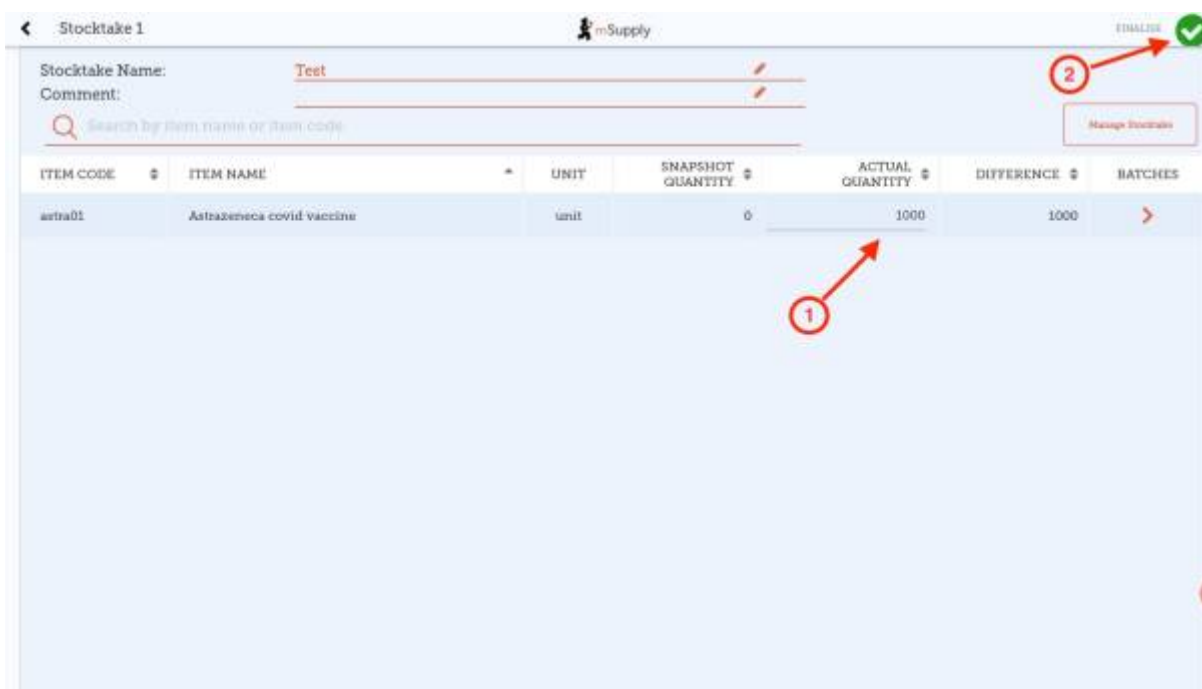 Stocktake 1
mSupply
FINALISE
2
Stocktake Name:
Test
Comment:
Search by item name or item code
Manage Stocktake
ITEM CODE
ITEM NAME
UNIT
SNAPSHOT
QUANTITY
ACTUAL
QUANTITY
DIFFERENCE
BATCHES
astra01
Astrazeneca covid vaccine
unit
0
1000
1000
1